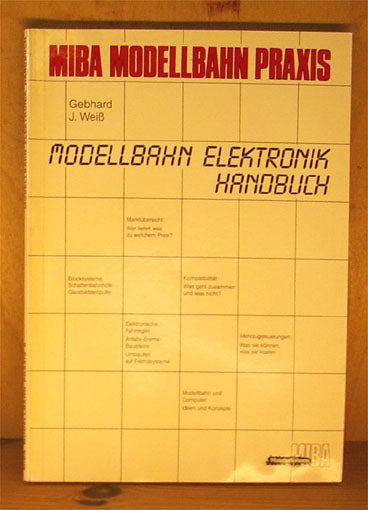 MIBA MODELLBAHN PRAXIS
Gebhard
J. Weiß
MODELLBAHN ELEKTRONIK
HANDBUCH
Marktübersicht:
Wer liefert was
zu welchem Preis?
Blocksysteme
Schattenbahnhöfe
Gleisbildstellpulte
Kompatibilität:
Was geht zusammen
und was nicht?
Elektronische
Fahrregler
Anfahr-Brems-
Bausteine
Umbauten
auf Fremdsysteme
Mehrzugsteuerungen:
Was sie können,
was sie kosten
Modellbahn und
Computer:
Ideen und Konzepte
MIBA